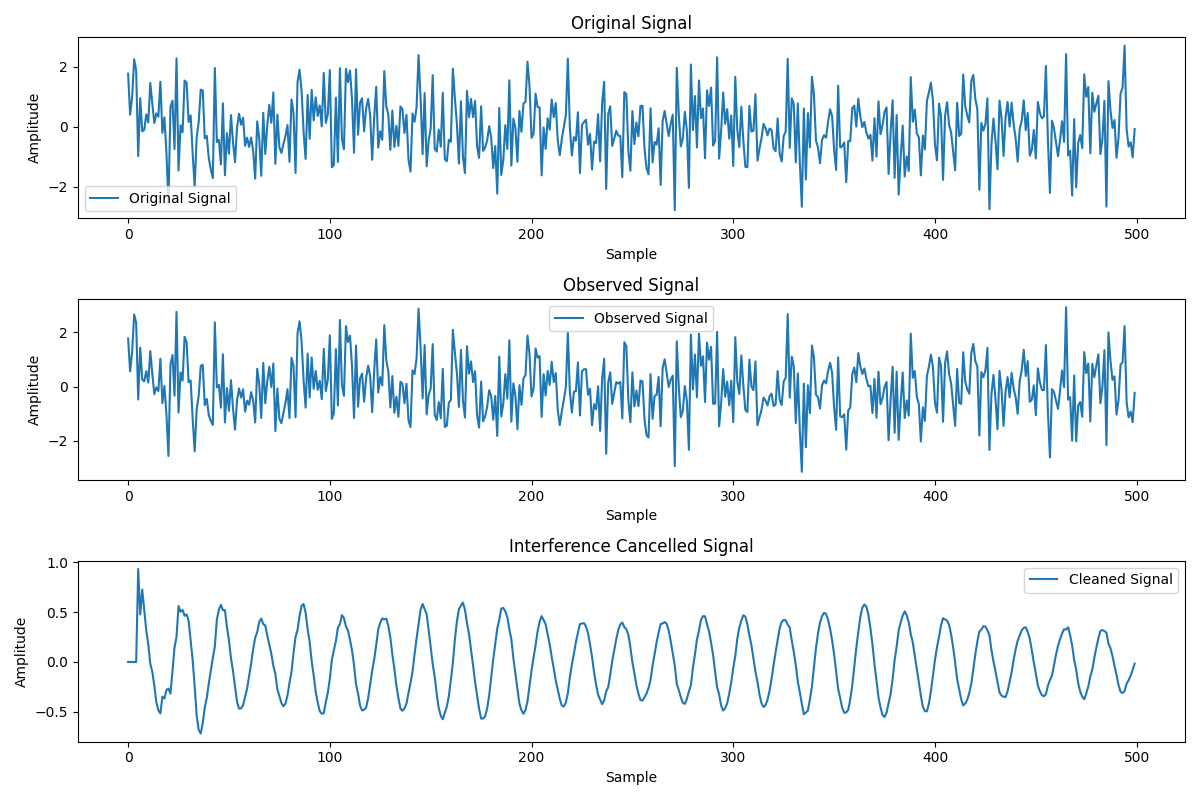 Original Signal
Amplitude
2
0
−2
Original Signal
0 100 200 300 400 500
Sample
Observed Signal
Amplitude
2
0
−2
Observed Signal
0 100 200 300 400 500
Sample
Interference Cancelled Signal
Amplitude
1.0
0.5
0.0
−0.5
Cleaned Signal
0 100 200 300 400 500
Sample